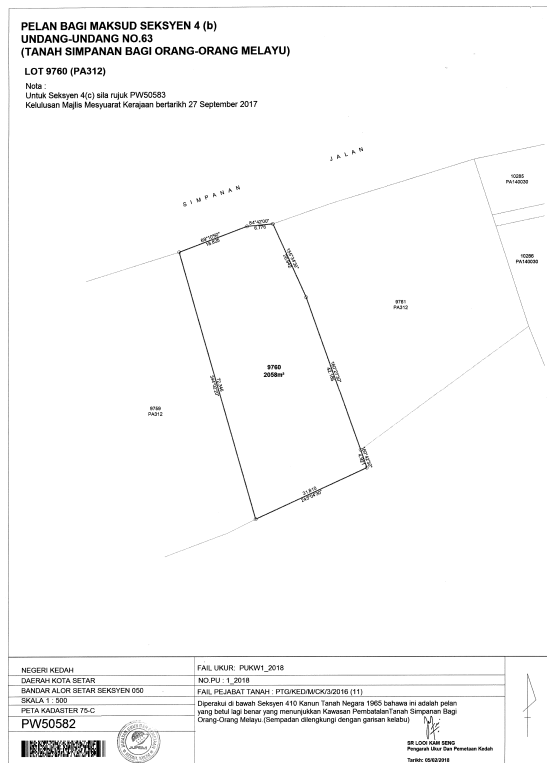 PELAN BAGI MAKSUD SEKSYEN 4 (b)
UNDANG-UNDANG NO.63
(TANAH SIMPANAN BAGI ORANG-ORANG MELAYU)
LOT 9760 (PA312)
Nota :
Untuk Seksyen 4(c) sila rujuk PW50583
Kelulusan Majlis Mesyuarat Kerajaan bertarikh 27 September 2017
SIMPANAN JALAN
10285
PA140030
10286
PA140030
9761
PA312
9760
2058m²
9759
PA312
NEGERI KEDAH
DAERAH KOTA SETAR
BANDAR ALOR SETAR SEKSYEN 050
SKALA 1 : 500
PETA KADASTER 75-C
PW50582
FAIL UKUR: PUKW1_2018
NO.PU : 1_2018
FAIL PEJABAT TANAH : PTG/KED/M/CK/3/2016 (11)
Diperakui di bawah Seksyen 410 Kanun Tanah Negara 1965 bahawa ini adalah pelan
yang betul lagi benar yang menunjukkan Kawasan PembatalanTanah Simpanan Bagi
Orang-Orang Melayu.(Sempadan dilengkungi dengan garisan kelabu)
SR LOOI KAM SENG
Pengarah Ukur Dan Pemetaan Kedah
Tarikh: 05/02/2018